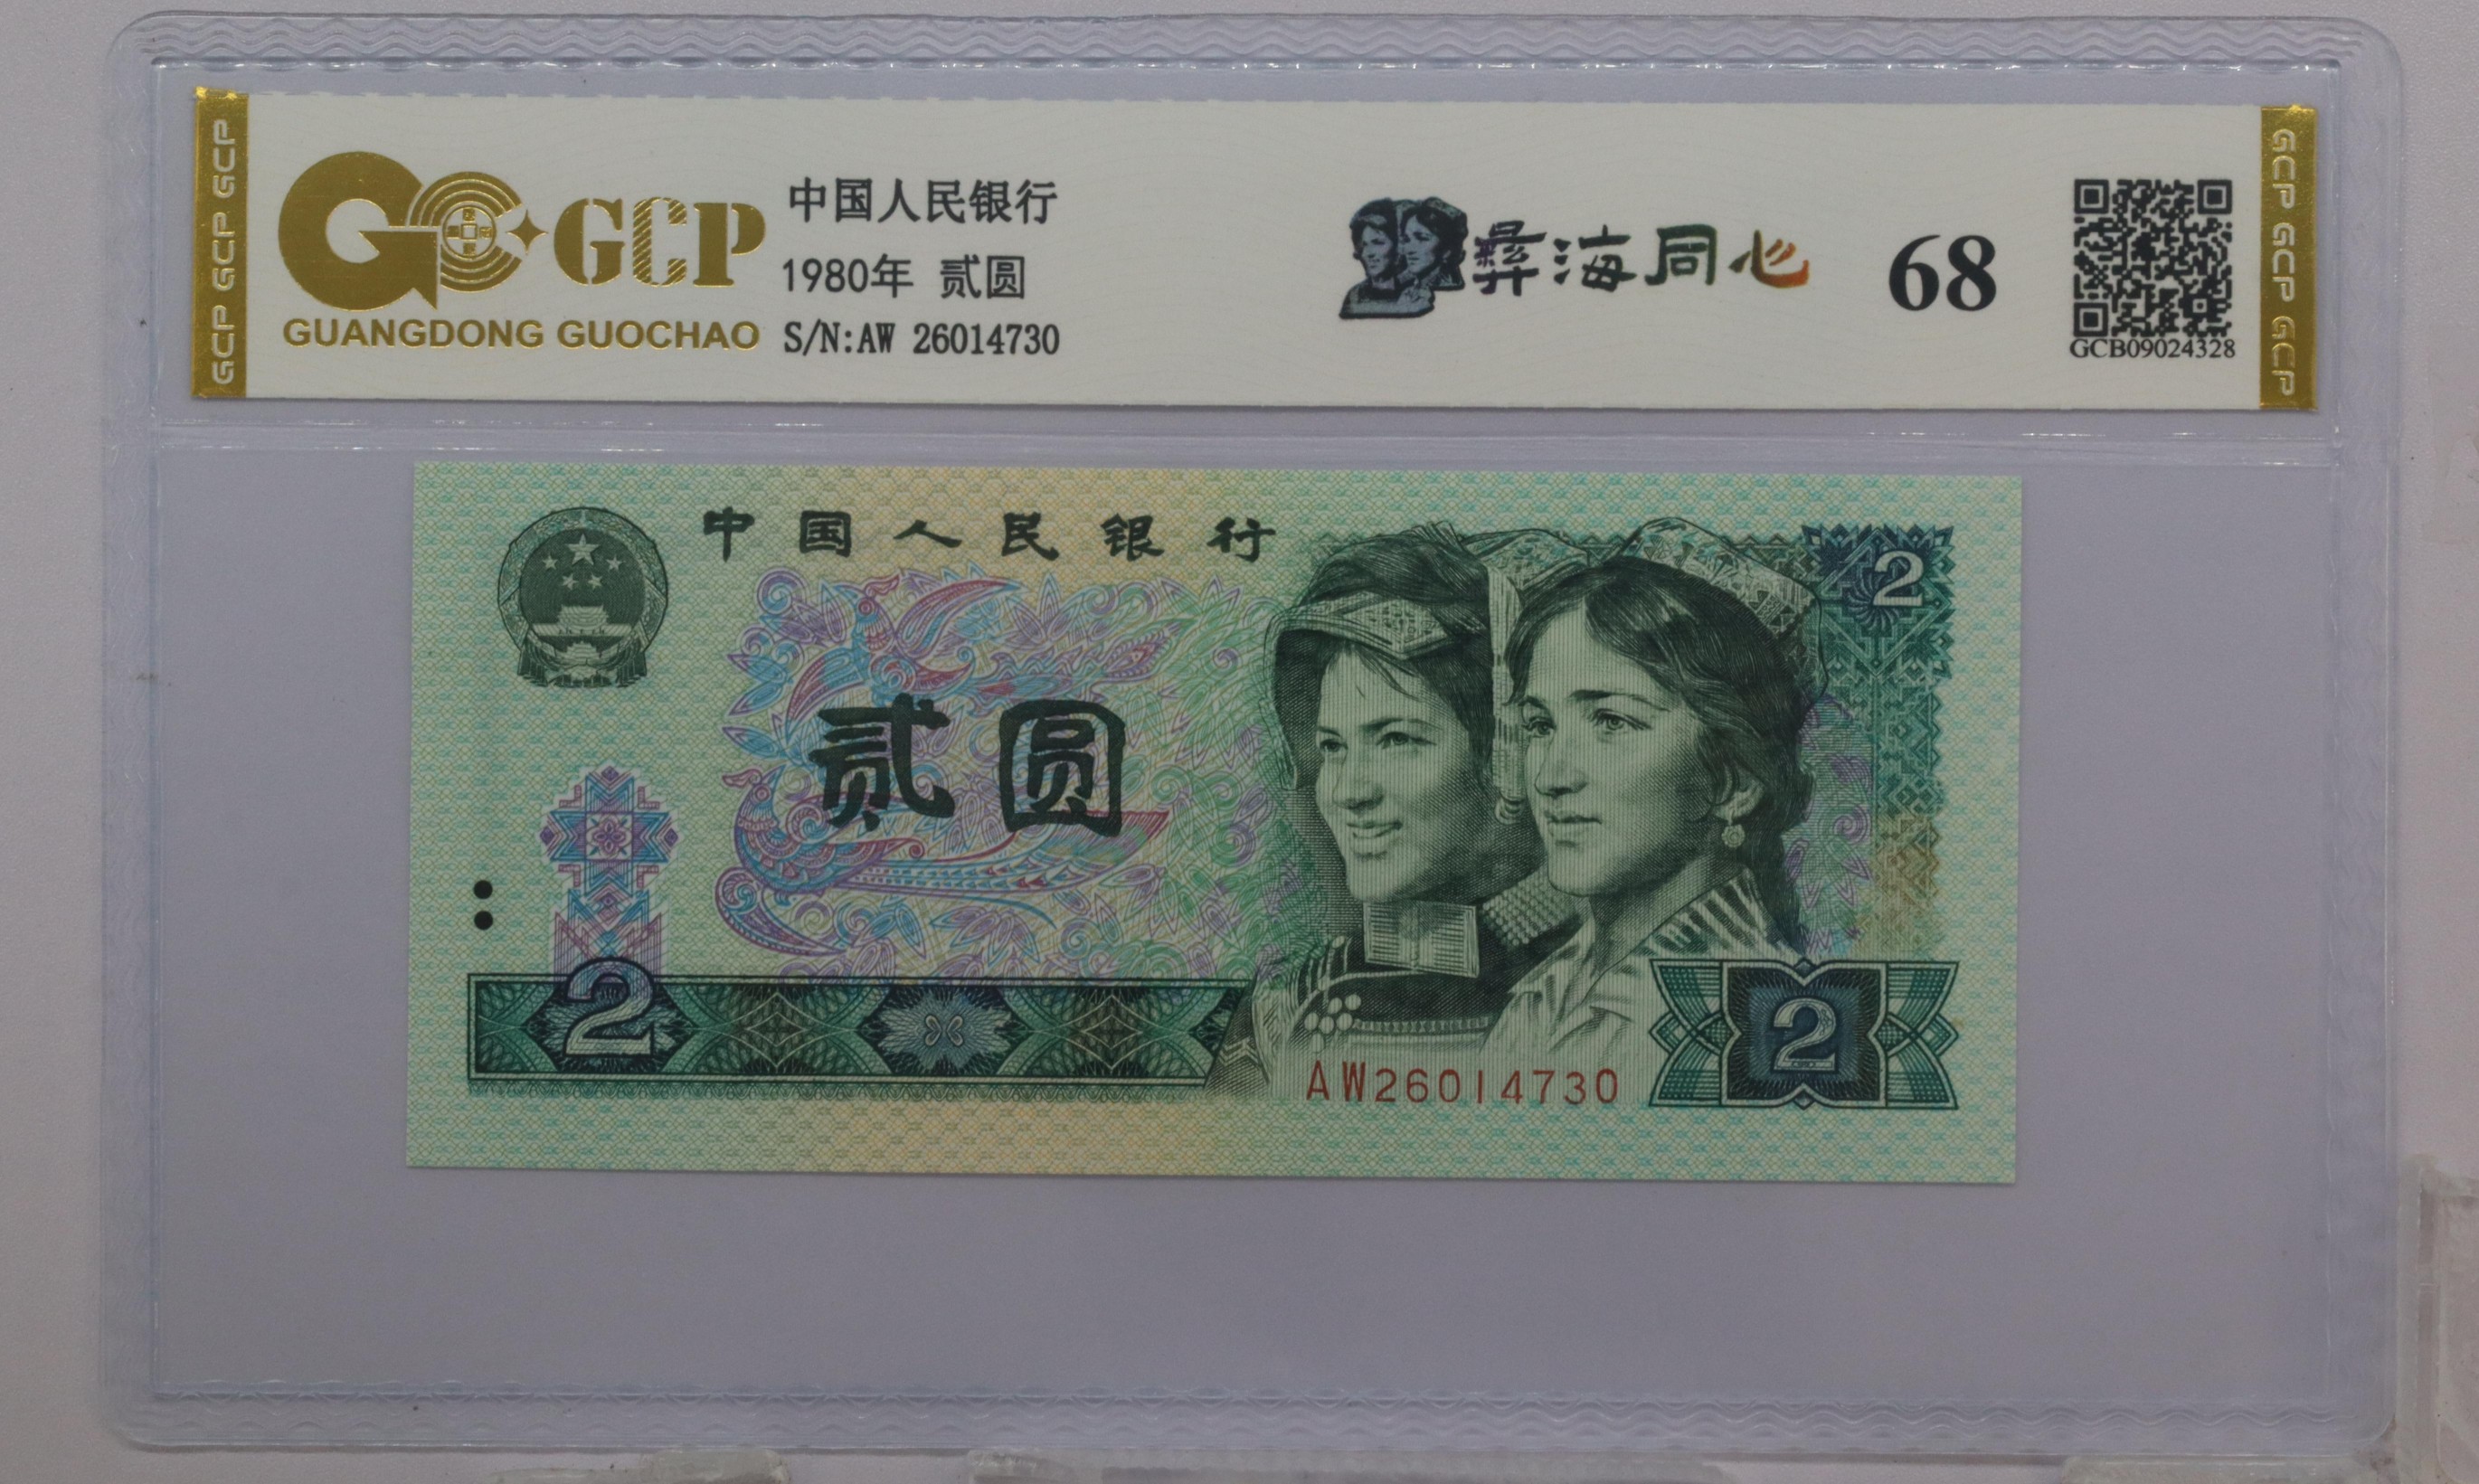 GCP GCP GCP
GCP
GUANGDONG GUOCHAO
中国人民银行
1980年 贰圆
S/N:AW 26014730
彝海同心
68
GCB09024328
GCP GCP GCP
中国人民银行
2
贰圆
2
AW26014730
2